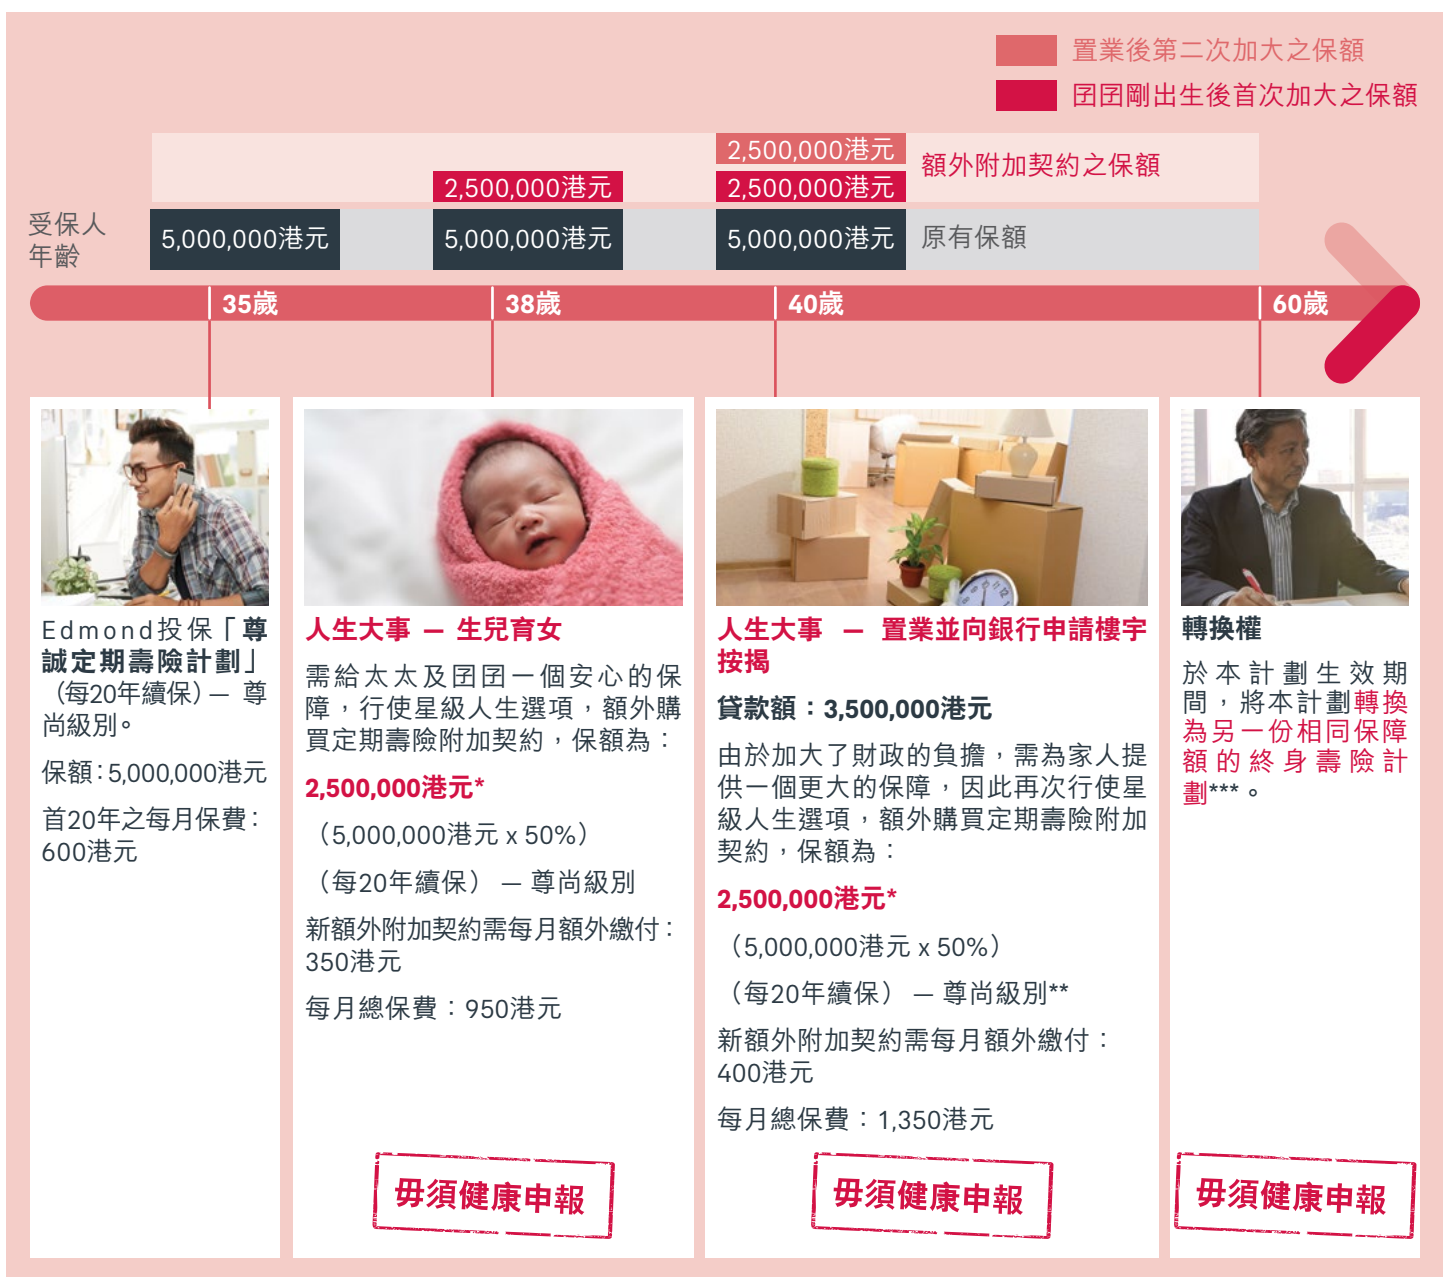 置業後第二次加大之保額
囝囝剛出生後首次加大之保額
2,500,000港元
額外附加契約之保額
2,500,000港元
2,500,000港元
受保人
年齡
5,000,000港元
5,000,000港元
5,000,000港元
原有保額
35歲
38歲
40歲
60歲
Edmond投保「尊
誠定期壽險計劃」
（每20年續保）— 尊
尚級別。
保額:5,000,000港元
首20年之每月保費:
600港元
人生大事 — 生兒育女
需給太太及囝囝一個安心的保
障，行使星級人生選項，額外購
買定期壽險附加契約，保額為：
2,500,000港元*
（5,000,000港元 x 50%）
（每20年續保） — 尊尚級別
新額外附加契約需每月額外繳付：
350港元
每月總保費：950港元
毋須健康申報
人生大事 — 置業並向銀行申請樓宇
按揭
貸款額：3,500,000港元
由於加大了財政的負擔，需為家人提
供一個更大的保障，因此再次行使星
級人生選項，額外購買定期壽險附加
契約，保額為：
2,500,000港元*
（5,000,000港元 x 50%）
（每20年續保） — 尊尚級別**
新額外附加契約需每月額外繳付：
400港元
每月總保費：1,350港元
毋須健康申報
轉換權
於本計劃生效期
間，將本計劃轉換
為另一份相同保障
額的終身壽險計
劃***。
毋須健康申報